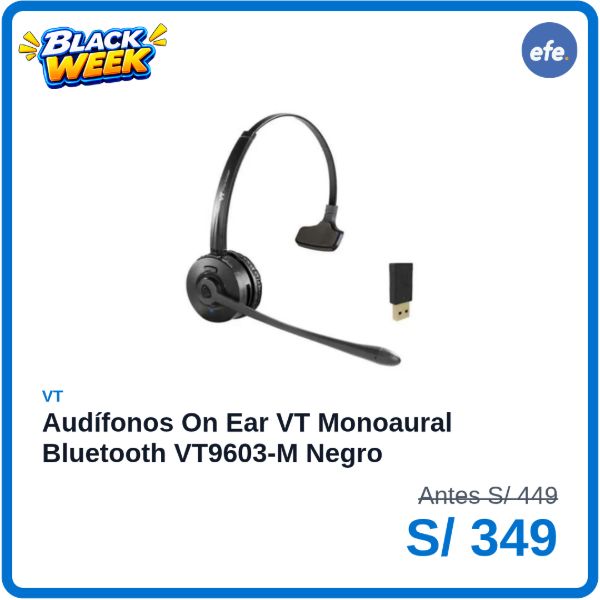 BLACK
WEEK
efe.
VT
Audífonos On Ear VT Monoaural
Bluetooth VT9603-M Negro
Antes S/ 449
S/ 349